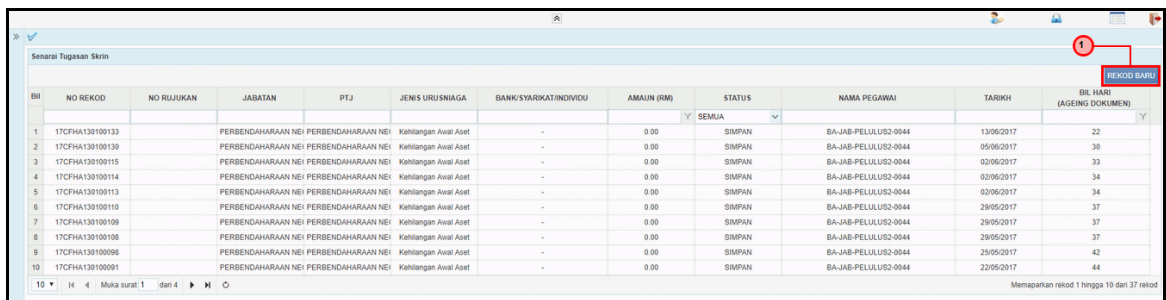 Senarai Tugasan Skrin
1
REKOD BARU
Bil NO REKOD NO RUJUKAN JABATAN PTJ JENIS URUSNIAGA BANK/SYARIKAT/INDIVIDU AMAUN (RM) STATUS NAMA PEGAWAI TARIKH BIL HARI (AGEING DOKUMEN)
SEMUA
1 17CFHA130100133 PERBENDAHARAAN NE PERBENDAHARAAN NE Kehilangan Awal Aset - 0.00 SIMPAN BA-JAB-PELULUS2-0044 13/06/2017 22
2 17CFHA130100130 PERBENDAHARAAN NE PERBENDAHARAAN NE Kehilangan Awal Aset - 0.00 SIMPAN BA-JAB-PELULUS2-0044 05/06/2017 30
3 17CFHA130100115 PERBENDAHARAAN NE PERBENDAHARAAN NE Kehilangan Awal Aset - 0.00 SIMPAN BA-JAB-PELULUS2-0044 02/06/2017 33
4 17CFHA130100114 PERBENDAHARAAN NE PERBENDAHARAAN NE Kehilangan Awal Aset - 0.00 SIMPAN BA-JAB-PELULUS2-0044 02/06/2017 34
5 17CFHA130100113 PERBENDAHARAAN NE PERBENDAHARAAN NE Kehilangan Awal Aset - 0.00 SIMPAN BA-JAB-PELULUS2-0044 02/06/2017 34
6 17CFHA130100110 PERBENDAHARAAN NE PERBENDAHARAAN NE Kehilangan Awal Aset - 0.00 SIMPAN BA-JAB-PELULUS2-0044 29/05/2017 37
7 17CFHA130100109 PERBENDAHARAAN NE PERBENDAHARAAN NE Kehilangan Awal Aset - 0.00 SIMPAN BA-JAB-PELULUS2-0044 29/05/2017 37
8 17CFHA130100108 PERBENDAHARAAN NE PERBENDAHARAAN NE Kehilangan Awal Aset - 0.00 SIMPAN BA-JAB-PELULUS2-0044 29/05/2017 37
9 17CFHA130100098 PERBENDAHARAAN NE PERBENDAHARAAN NE Kehilangan Awal Aset - 0.00 SIMPAN BA-JAB-PELULUS2-0044 25/05/2017 42
10 17CFHA130100091 PERBENDAHARAAN NE PERBENDAHARAAN NE Kehilangan Awal Aset - 0.00 SIMPAN BA-JAB-PELULUS2-0044 22/05/2017 44
10 Muka surat 1 dari 4 Memaparkan rekod 1 hingga 10 dari 37 rekod